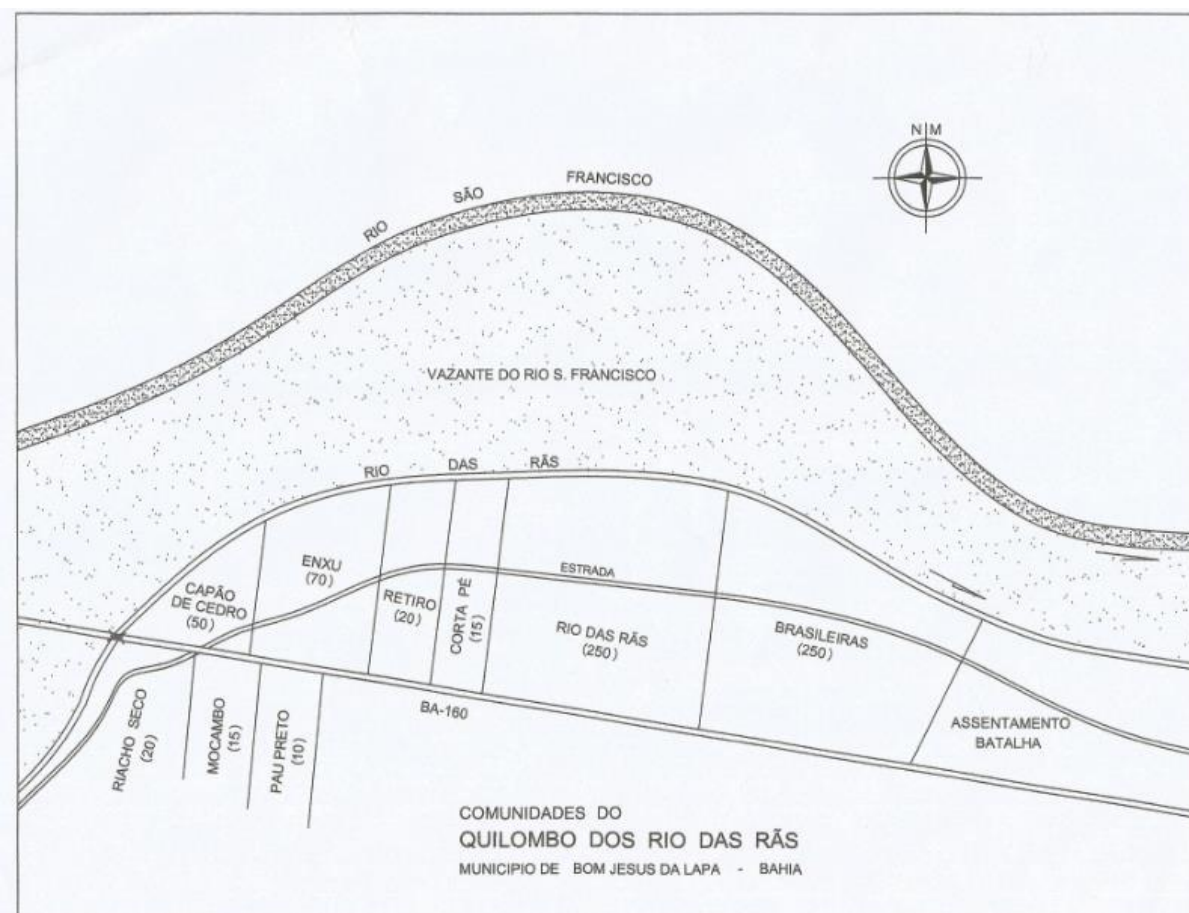 N M
RIO SÃO FRANCISCO
VAZANTE DO RIO S. FRANCISCO
RIO DAS RÃS
CAPÃO
DE CEDRO
(50)
ENXU
(70)
RETIRO
(20)
CORTA PÉ
(15)
ESTRADA
RIO DAS RÃS
(250)
BRASILEIRAS
(250)
ASSENTAMENTO
BATALHA
RIACHO SECO
(20)
MOCAMBO
(15)
PAU PRETO
(10)
BA-160
COMUNIDADES DO
QUILOMBO DOS RIO DAS RÃS
MUNICIPIO DE BOM JESUS DA LAPA - BAHIA